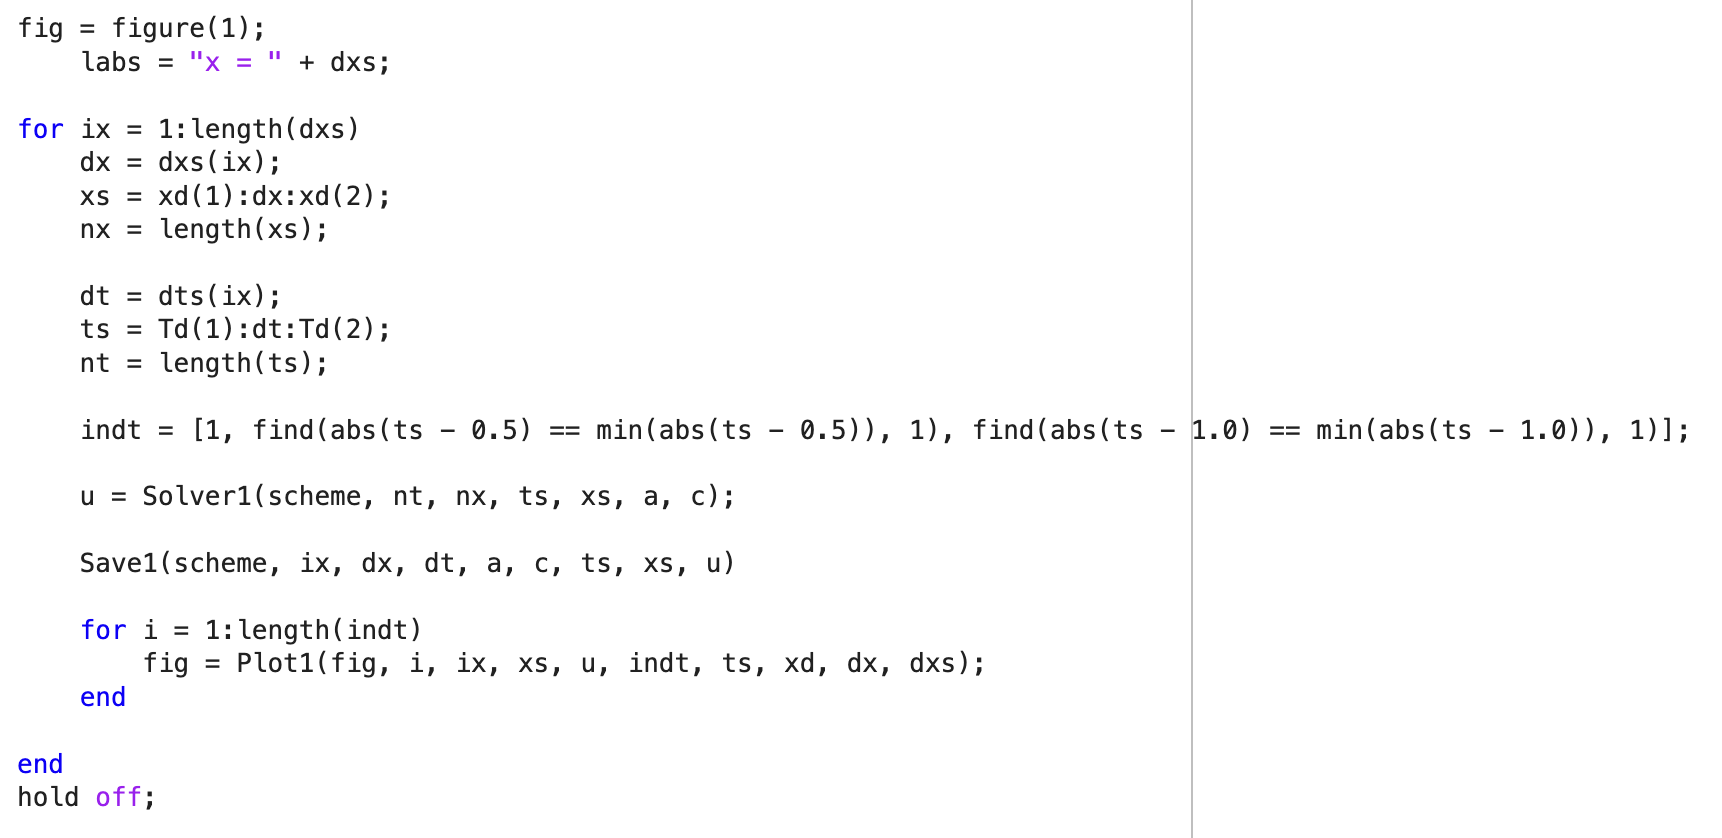 fig = figure(1);
    labs = "x = " + dxs;

for ix = 1:length(dxs)
    dx = dxs(ix);
    xs = xd(1):dx:xd(2);
    nx = length(xs);

    dt = dts(ix);
    ts = Td(1):dt:Td(2);
    nt = length(ts);

    indt = [1, find(abs(ts - 0.5) == min(abs(ts - 0.5)), 1), find(abs(ts - 1.0) == min(abs(ts - 1.0)), 1)];

    u = Solver1(scheme, nt, nx, ts, xs, a, c);

    Save1(scheme, ix, dx, dt, a, c, ts, xs, u)

    for i = 1:length(indt)
        fig = Plot1(fig, i, ix, xs, u, indt, ts, xd, dx, dxs);
    end

end
hold off;